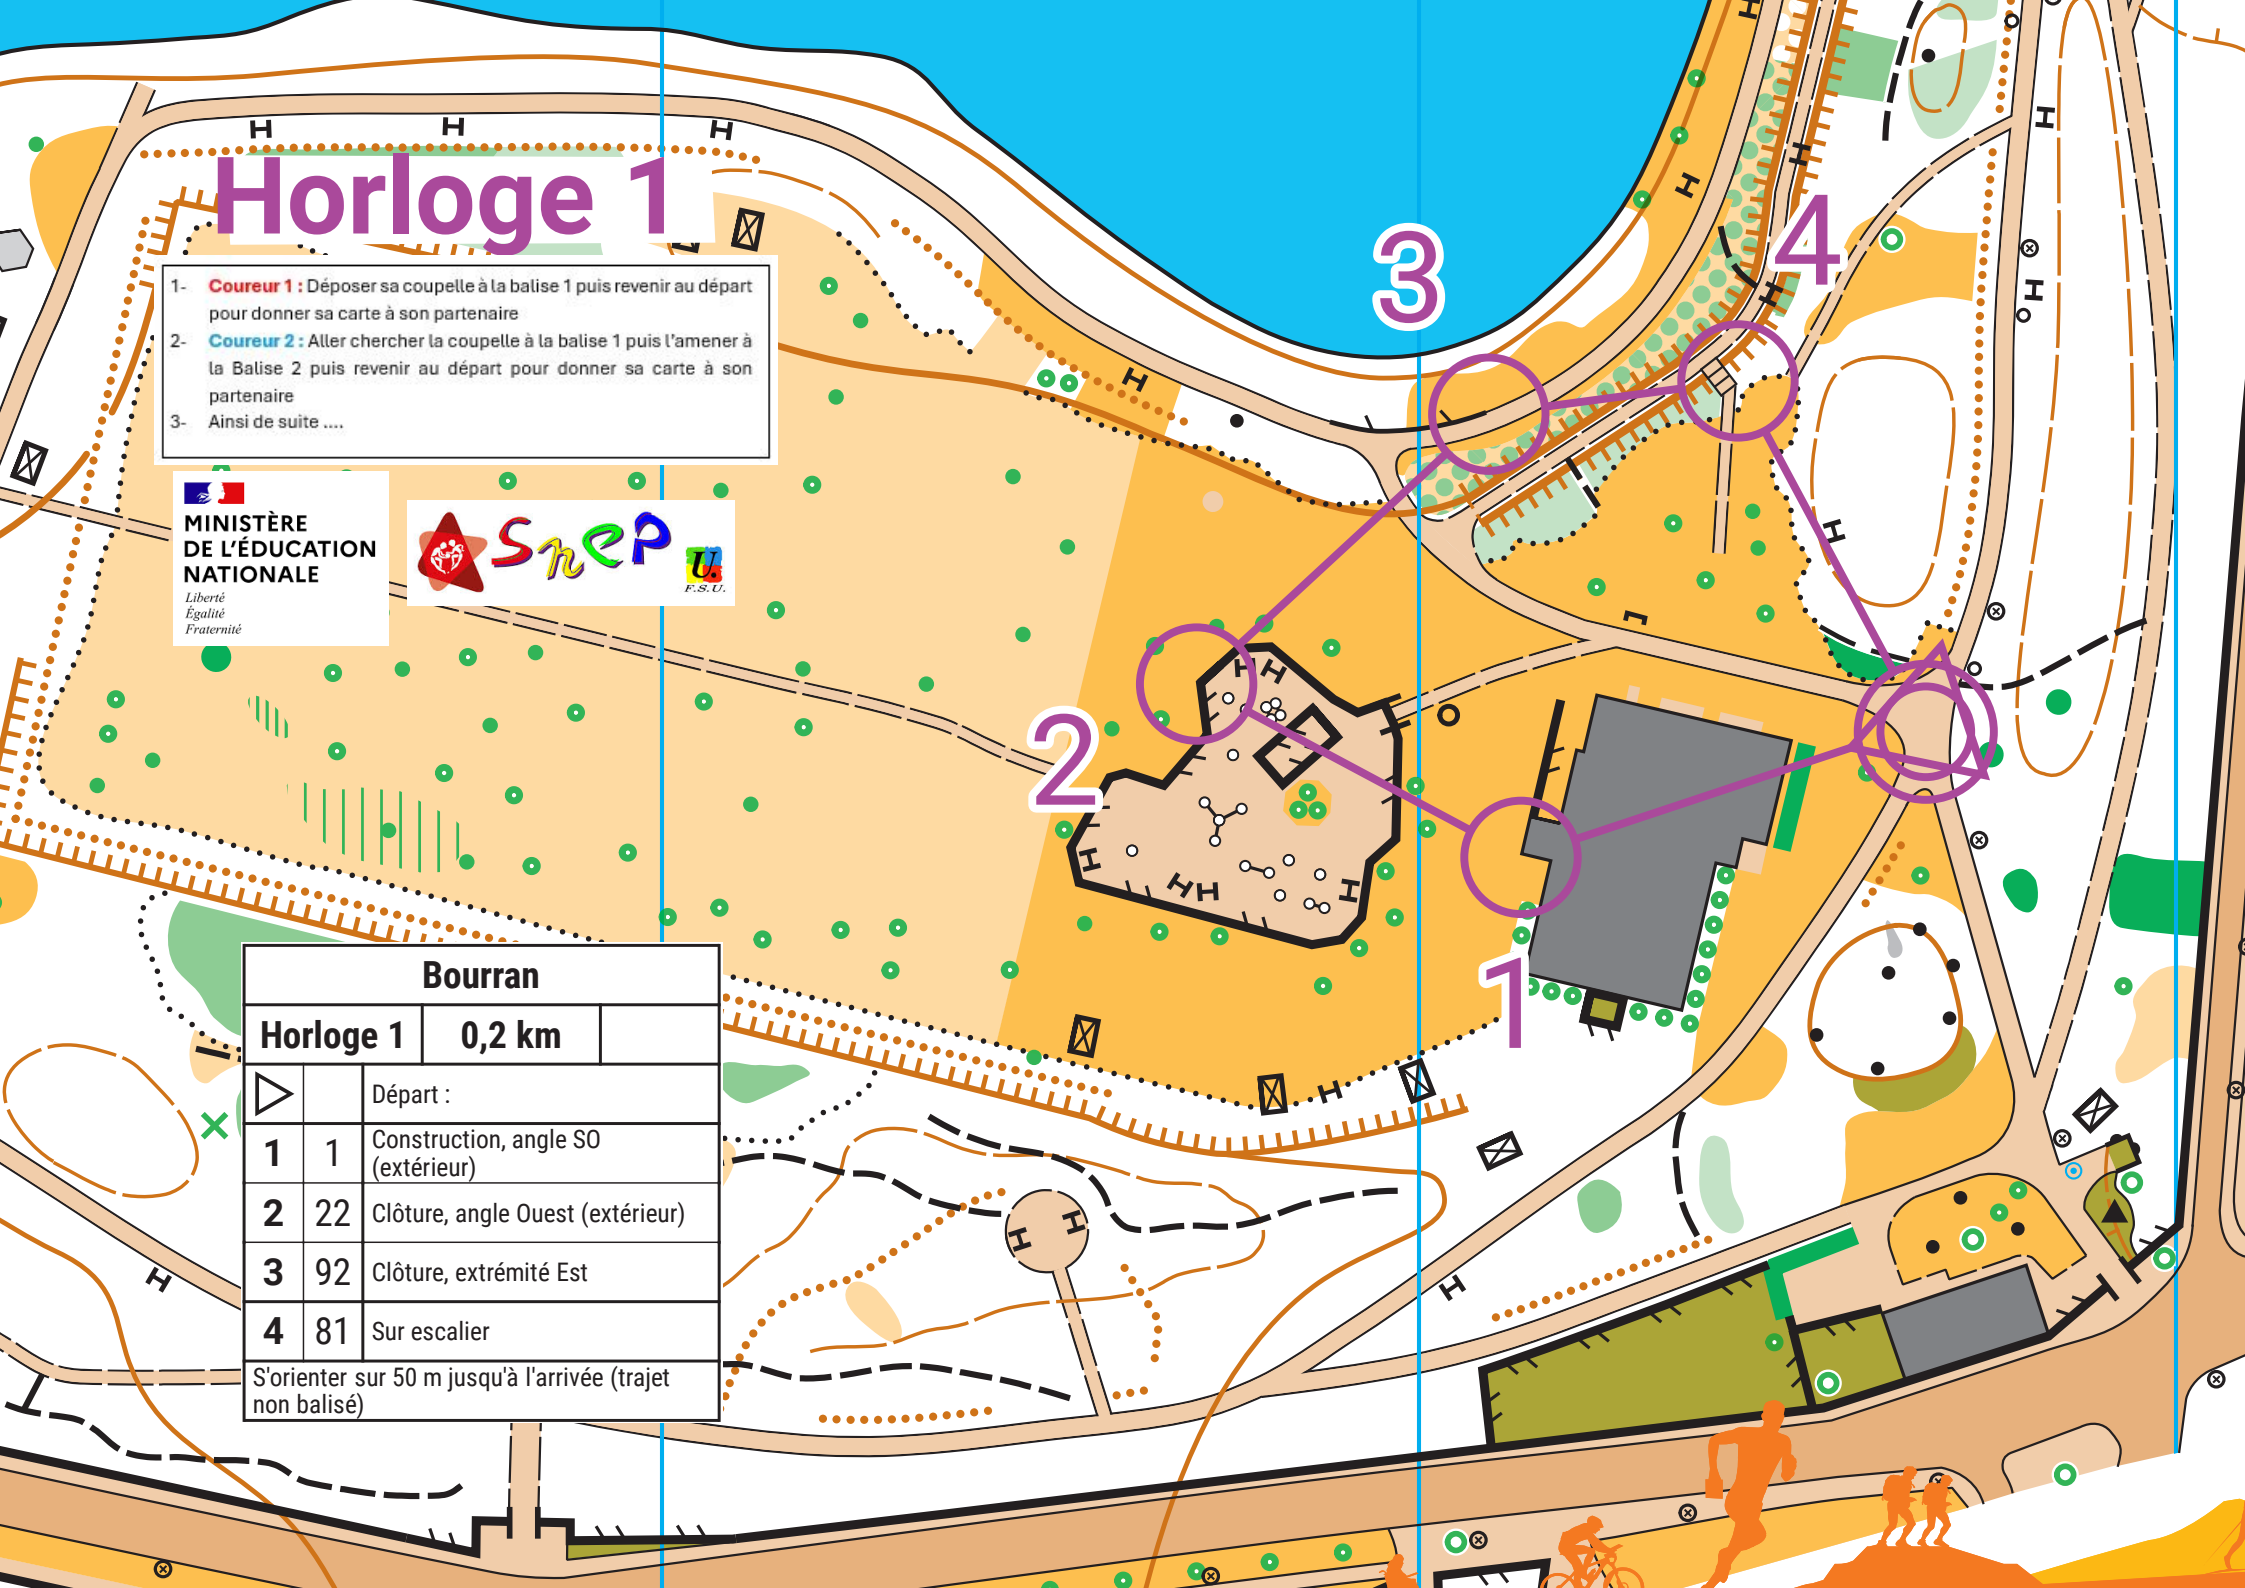 Horloge 1
1- Coureur 1 : Déposer sa coupelle à la balise 1 puis revenir au départ
pour donner sa carte à son partenaire
2- Coureur 2 : Aller chercher la coupelle à la balise 1 puis l'amener à
la Balise 2 puis revenir au départ pour donner sa carte à son
partenaire
3- Ainsi de suite ....
MINISTÈRE
DE L'ÉDUCATION
NATIONALE
Liberté
Égalité
Fraternité
SnEP
U.
F.S.U.
3
4
2
1
Bourran
Horloge 1 0,2 km
Départ :
1 1 Construction, angle SO
(extérieur)
2 22 Clôture, angle Ouest (extérieur)
3 92 Clôture, extrémité Est
4 81 Sur escalier
S'orienter sur 50 m jusqu'à l'arrivée (trajet
non balisé)